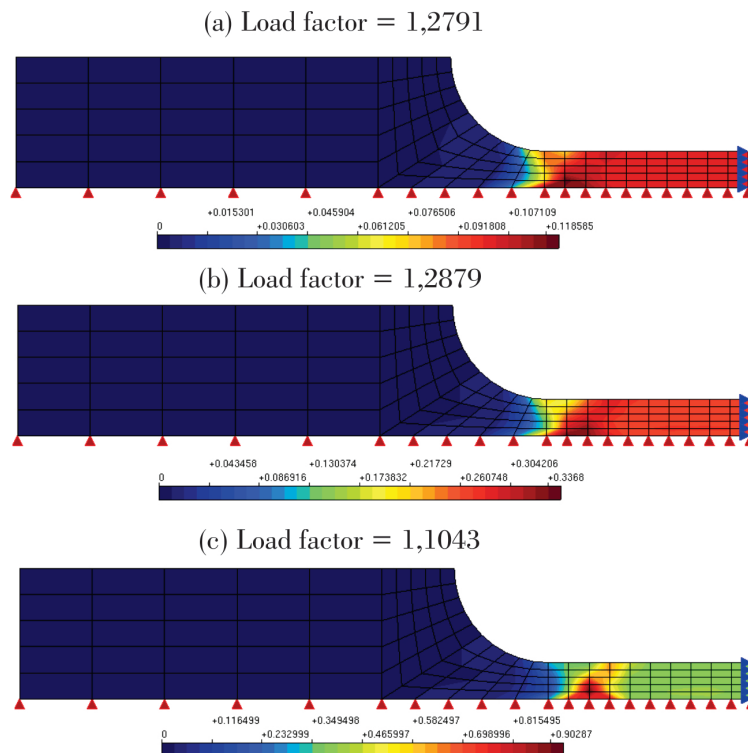 (a) Load factor = 1,2791
+0.015301 +0.045904 +0.076506 +0.107109
0 +0.030603 +0.061205 +0.091808 +0.118585
(b) Load factor = 1,2879
+0.043458 +0.130374 +0.21729 +0.304206
0 +0.086916 +0.173832 +0.260748 +0.3368
(c) Load factor = 1,1043
+0.116499 +0.349498 +0.582497 +0.815495
0 +0.232999 +0.465997 +0.698996 +0.90287